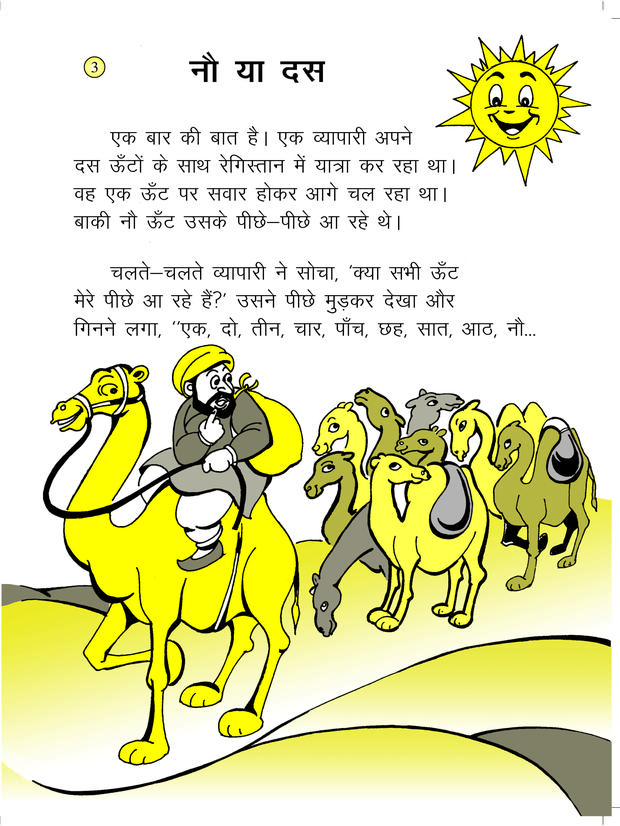 3
नौ या दस
एक बार की बात है। एक व्यापारी अपने
दस ऊँटों के साथ रेगिस्तान में यात्रा कर रहा था।
वह एक ऊँट पर सवार होकर आगे चल रहा था।
बाकी नौ ऊँट उसके पीछे–पीछे आ रहे थे।
चलते–चलते व्यापारी ने सोचा, 'क्या सभी ऊँट
मेरे पीछे आ रहे हैं?' उसने पीछे मुड़कर देखा और
गिनने लगा, ''एक, दो, तीन, चार, पाँच, छह, सात, आठ, नौ...